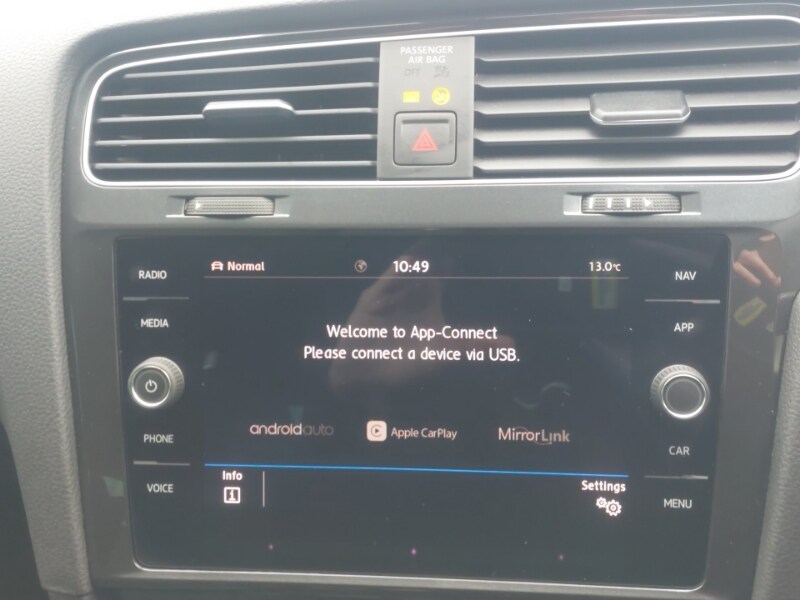 PASSENGER
AIR BAG
OFF
RADIO
MEDIA
PHONE
VOICE
Normal
10:49
13.0°C
Welcome to App-Connect
Please connect a device via USB.
androidauto
Apple CarPlay
MirrorLink
Info
Settings
NAV
APP
CAR
MENU